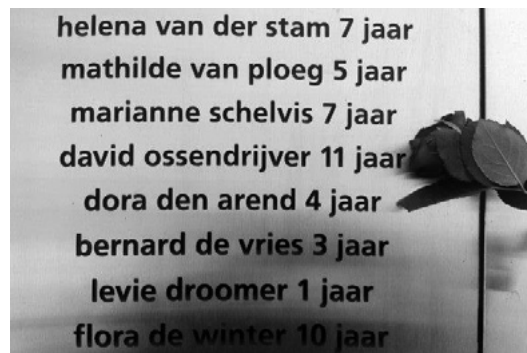 helena van der stam 7 jaar
mathilde van ploeg 5 jaar
marianne schelvis 7 jaar
david ossendrijver 11 jaar
dora den arend 4 jaar
bernard de vries 3 jaar
levie droomer 1 jaar
flora de winter 10 jaar